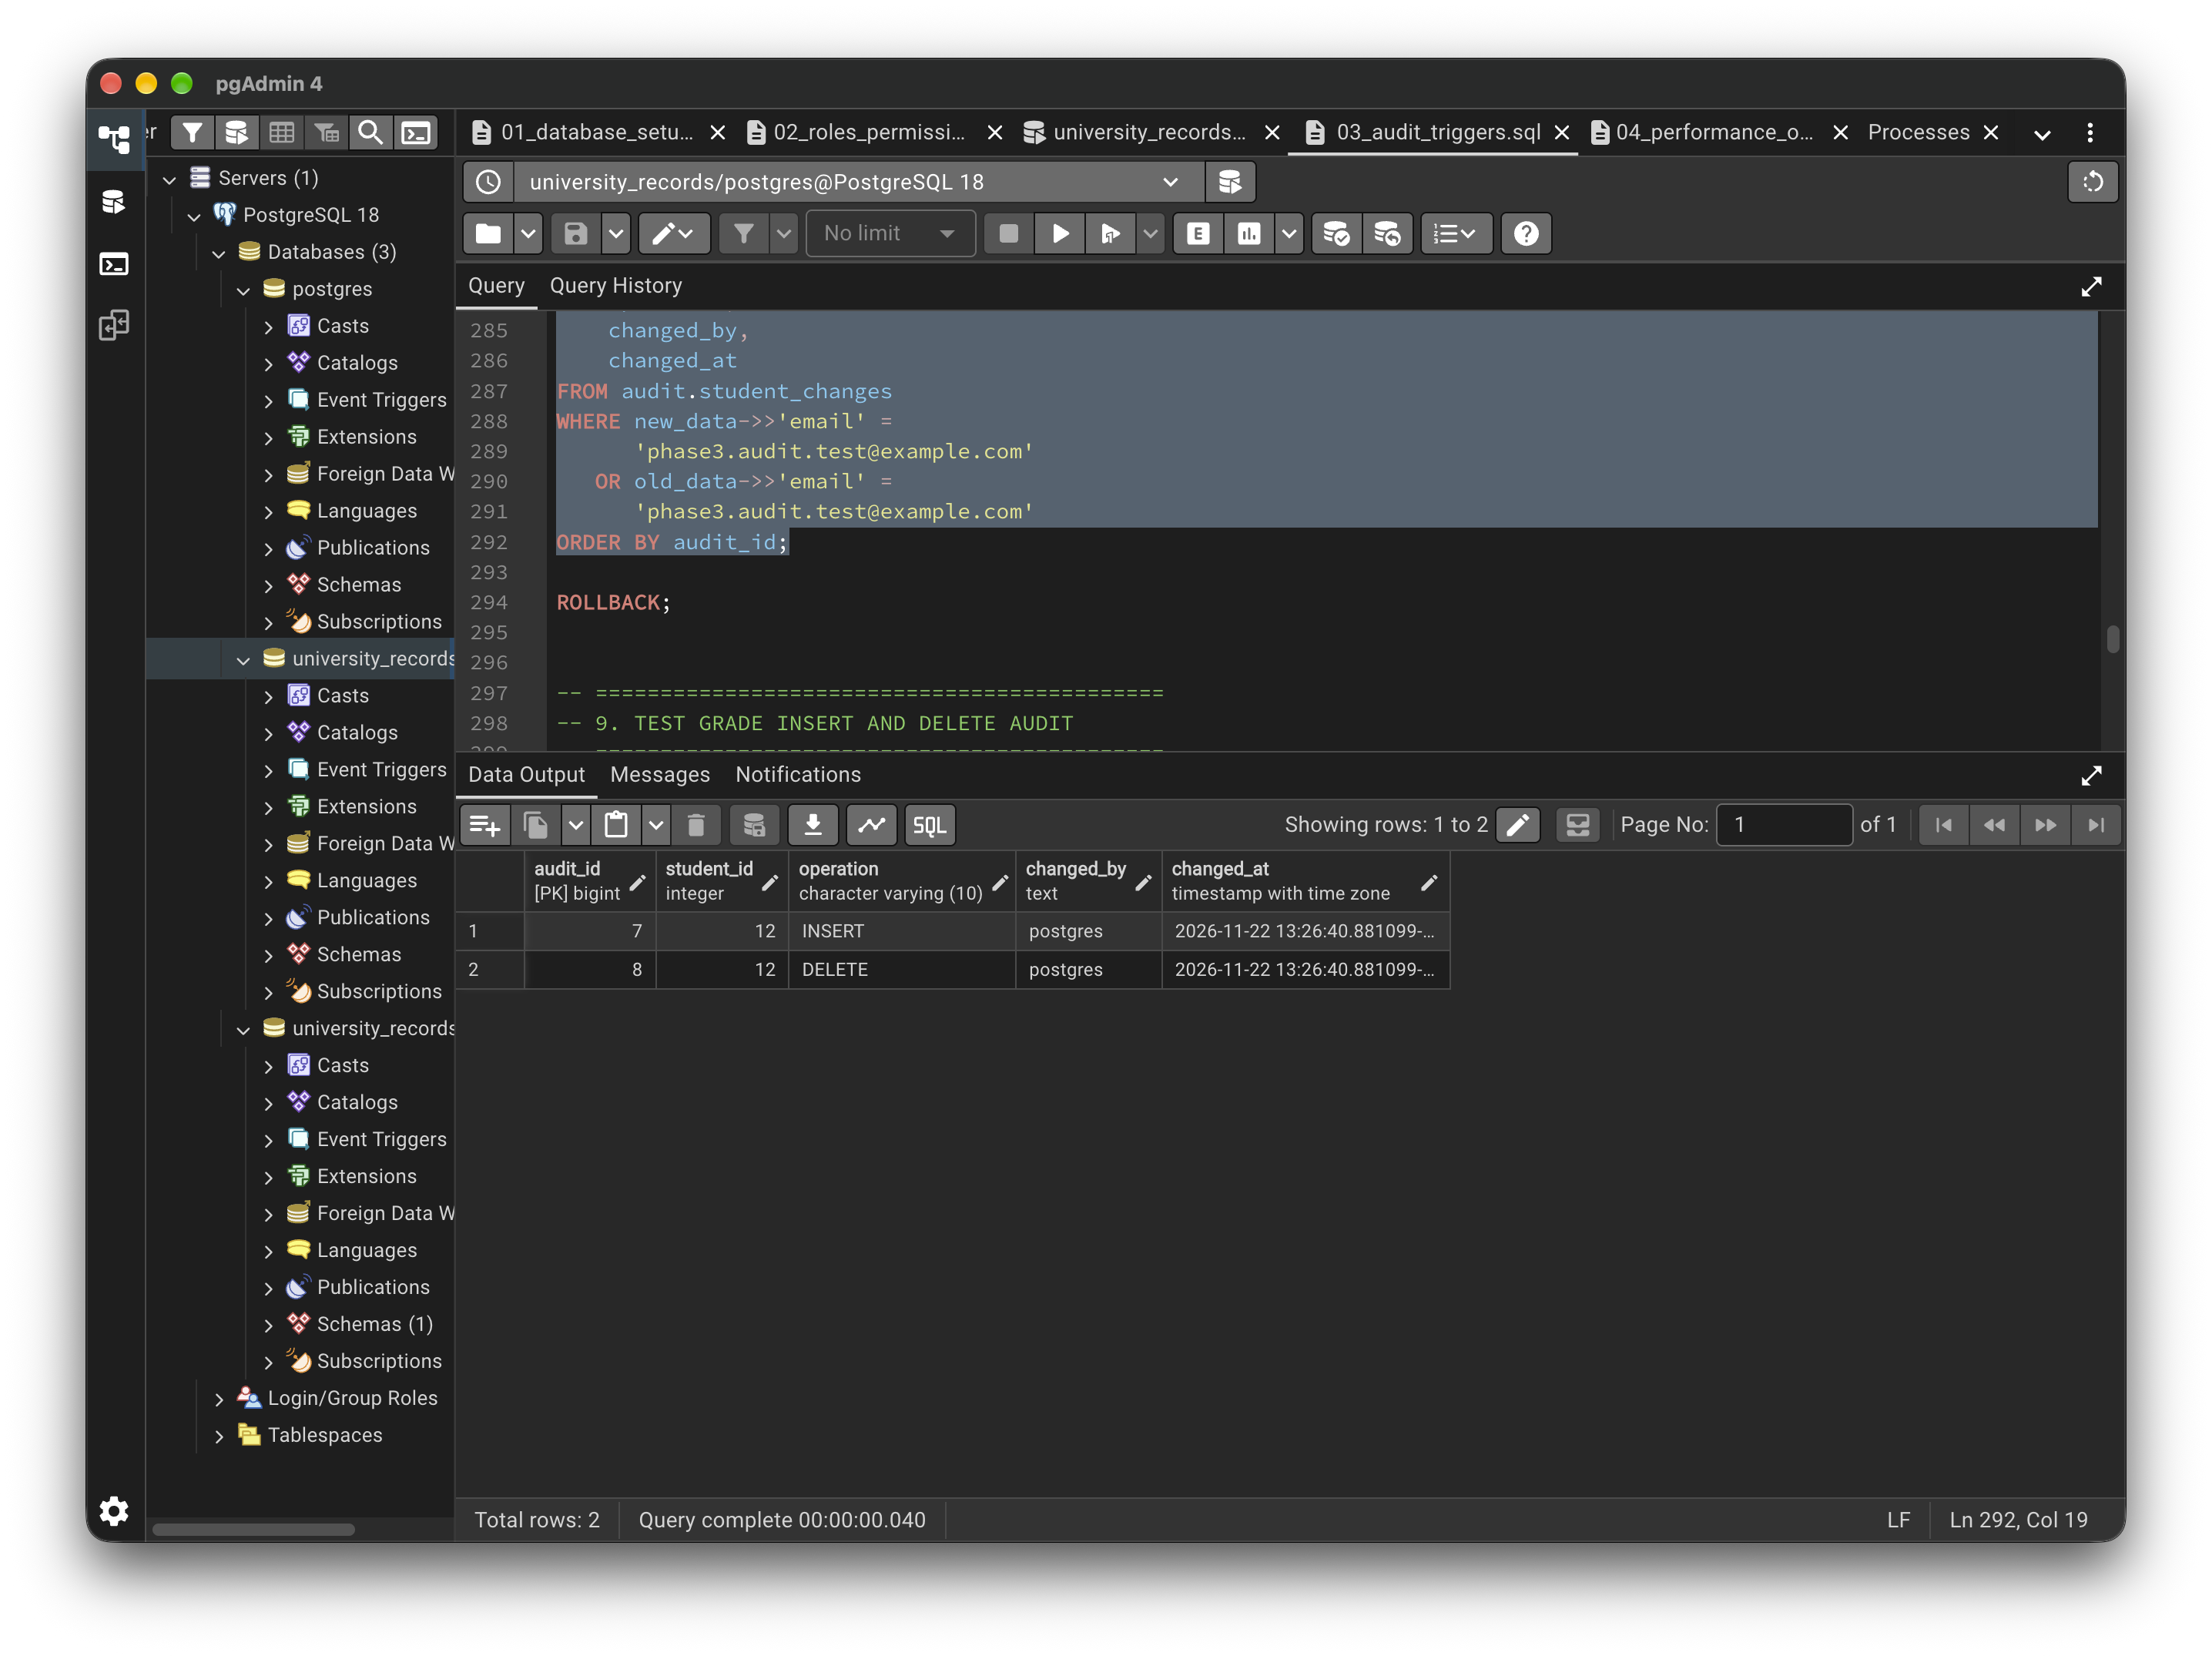 pgAdmin 4
er
01_database_setu...
02_roles_permissi...
university_records...
03_audit_triggers.sql
04_performance_o...
Processes
Servers (1)
PostgreSQL 18
Databases (3)
postgres
Casts
Catalogs
Event Triggers
Extensions
Foreign Data W
Languages
Publications
Schemas
Subscriptions
university_records
Casts
Catalogs
Event Triggers
Extensions
Foreign Data W
Languages
Publications
Schemas
Subscriptions
university_records
Casts
Catalogs
Event Triggers
Extensions
Foreign Data W
Languages
Publications
Schemas (1)
Subscriptions
Login/Group Roles
Tablespaces
university_records/postgres@PostgreSQL 18
No limit
E
Query
Query History
285 changed_by,
286 changed_at
287 FROM audit.student_changes
288 WHERE new_data->>'email' =
289 'phase3.audit.test@example.com'
290 OR old_data->>'email' =
291 'phase3.audit.test@example.com'
292 ORDER BY audit_id;
293
294 ROLLBACK;
295
296
297 -- ============================================
298 -- 9. TEST GRADE INSERT AND DELETE AUDIT
299 -- ============================================
Data Output
Messages
Notifications
SQL
Showing rows: 1 to 2
Page No: 1 of 1
audit_id
[PK] bigint
student_id
integer
operation
character varying (10)
changed_by
text
changed_at
timestamp with time zone
1 7 12 INSERT postgres 2026-11-22 13:26:40.881099-...
2 8 12 DELETE postgres 2026-11-22 13:26:40.881099-...
Total rows: 2
Query complete 00:00:00.040
LF
Ln 292, Col 19